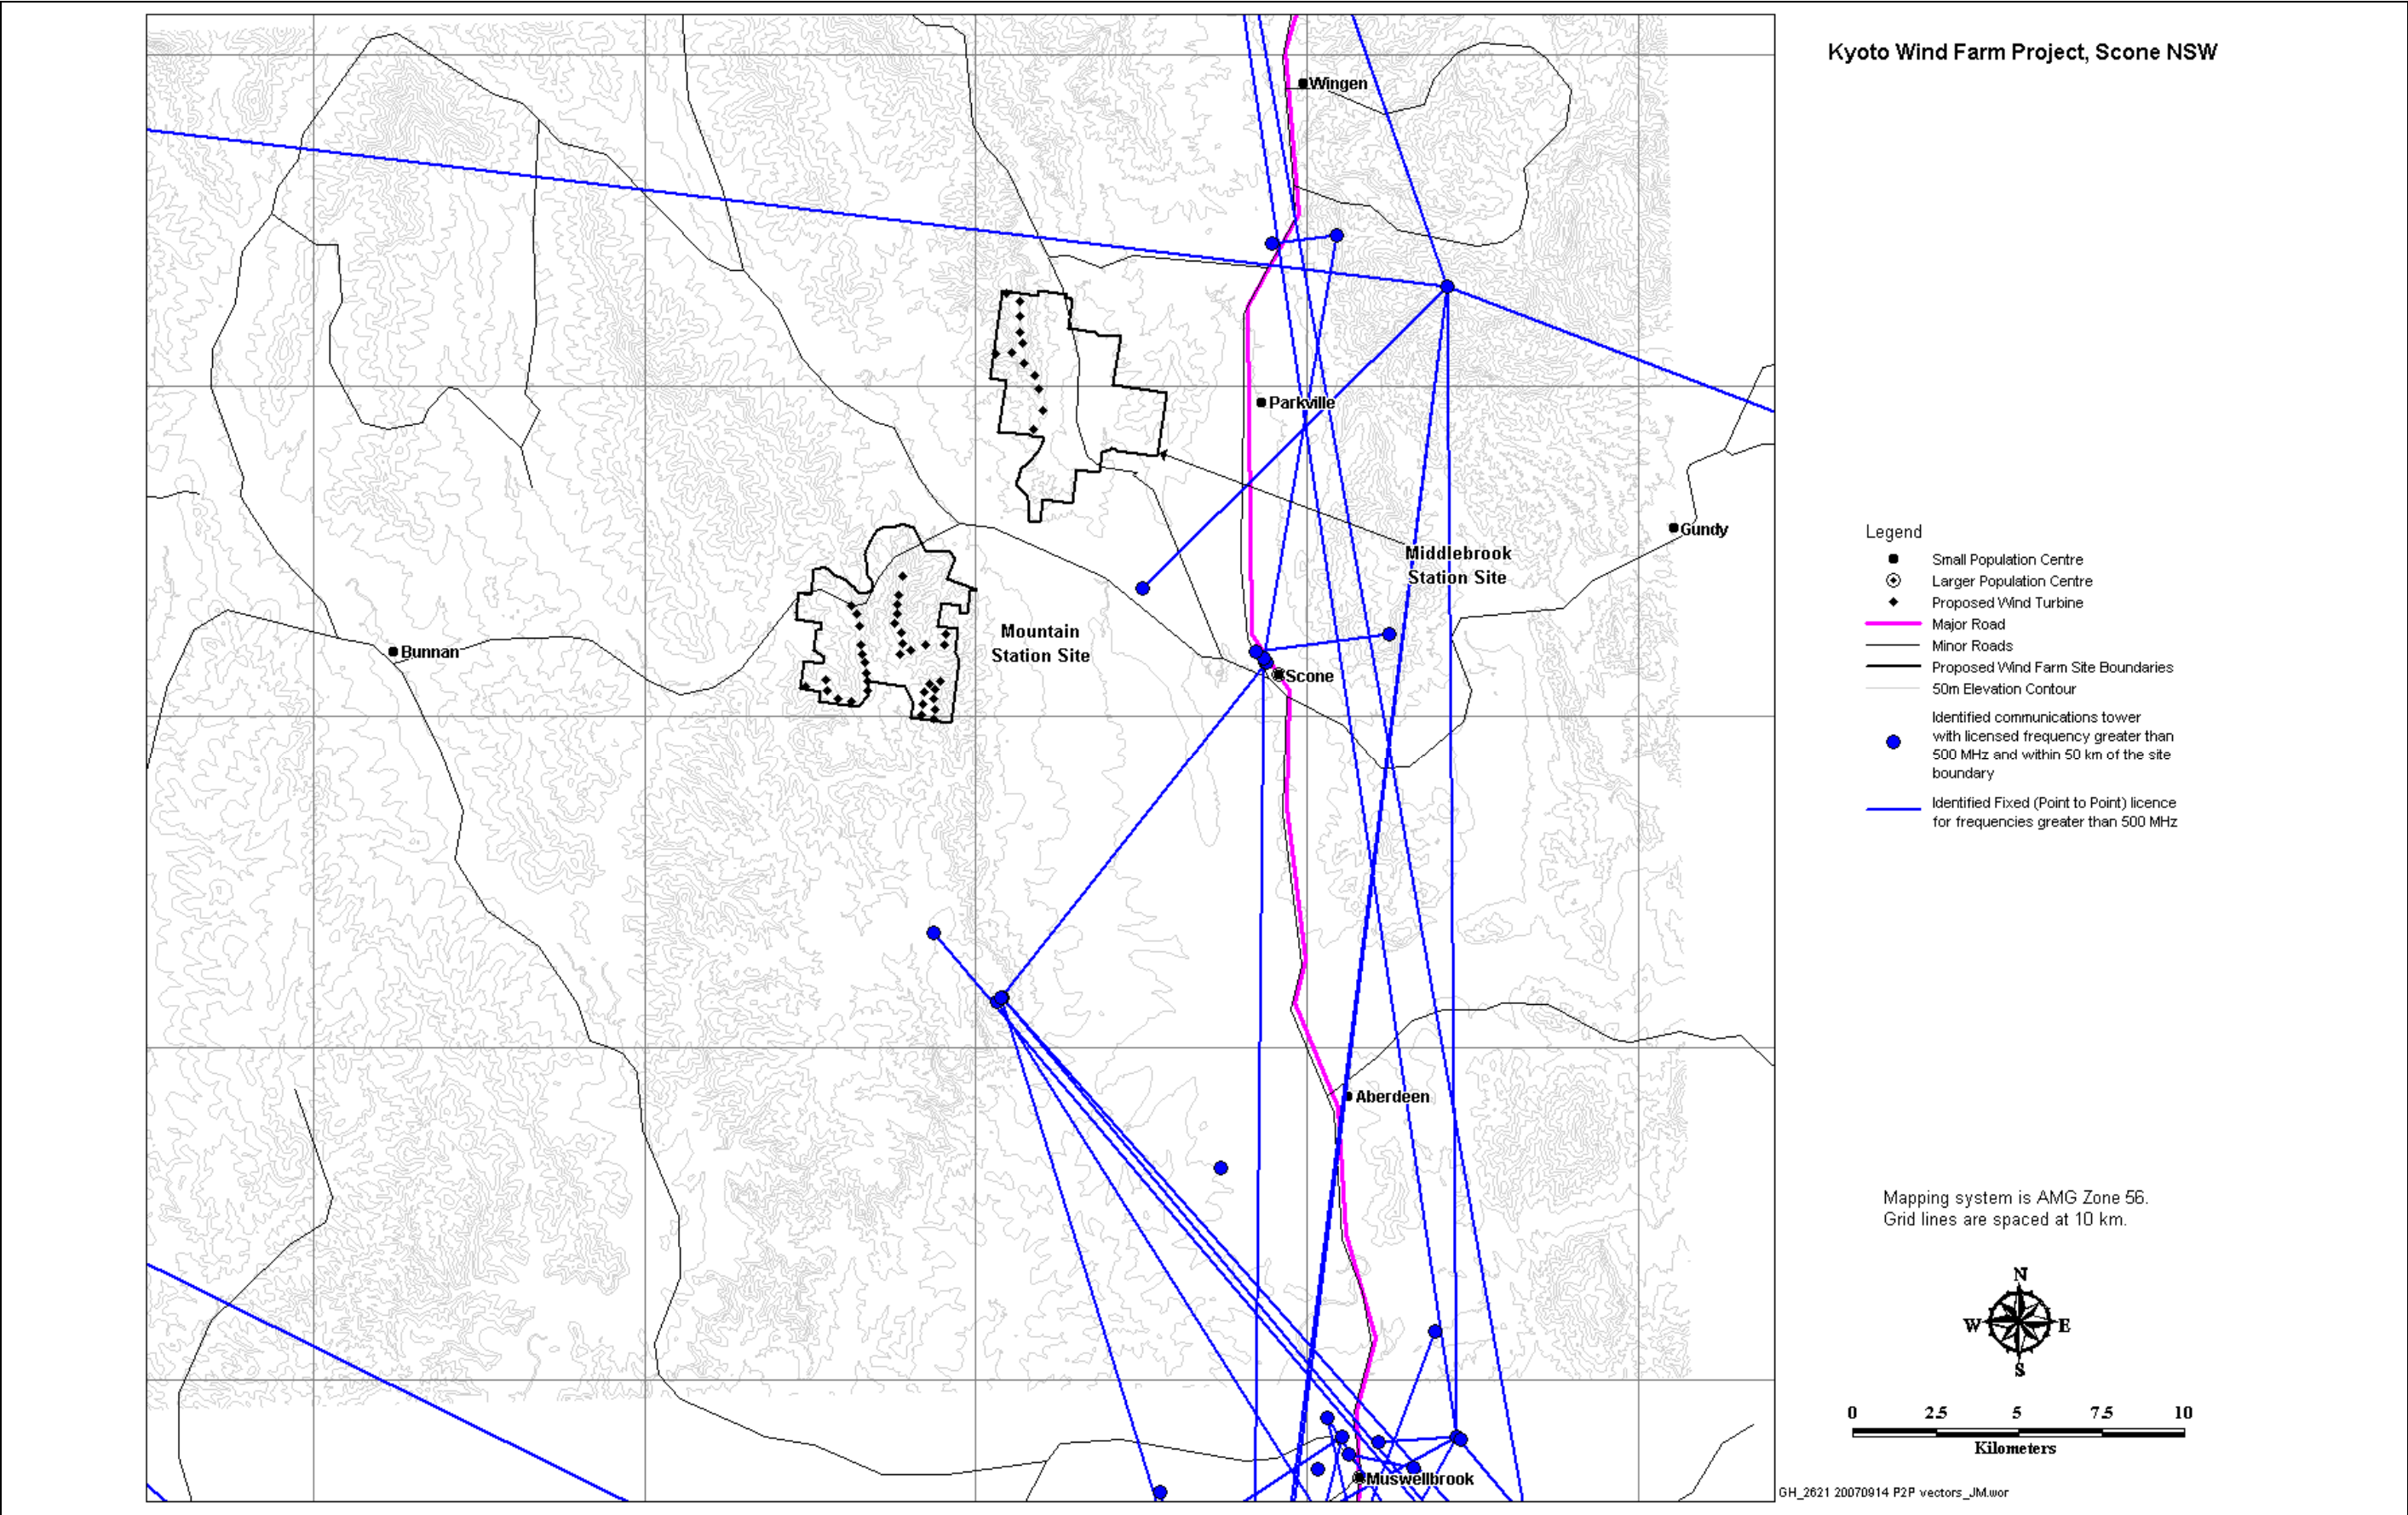 Kyoto Wind Farm Project, Scone NSW
Wingen
Parkville
Gundy
Middlebrook
Station Site
Mountain
Station Site
Bunnan
Scone
Aberdeen
Muswellbrook
Legend
Small Population Centre
Larger Population Centre
Proposed Wind Turbine
Major Road
Minor Roads
Proposed Wind Farm Site Boundaries
50m Elevation Contour
Identified communications tower
with licensed frequency greater than
500 MHz and within 50 km of the site
boundary
Identified Fixed (Point to Point) licence
for frequencies greater than 500 MHz
Mapping system is AMG Zone 56.
Grid lines are spaced at 10 km.
N
W E
S
0 2.5 5 7.5 10
Kilometers
GH_2621 20070914 P2P vectors_JM.wor